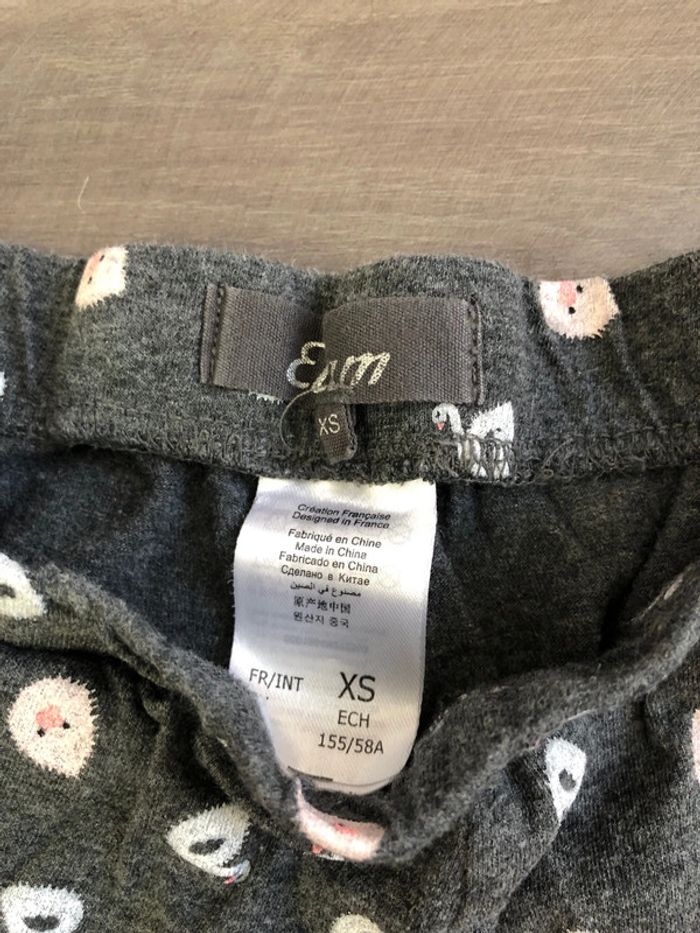 XS
Création Française
Designed in France
Fabriqué en Chine
Made in China
Fabricado en China
Сделано в Китае
مصنوع في الصين
原产地中国
원산지 중국
FR/INT XS
ECH
155/58A